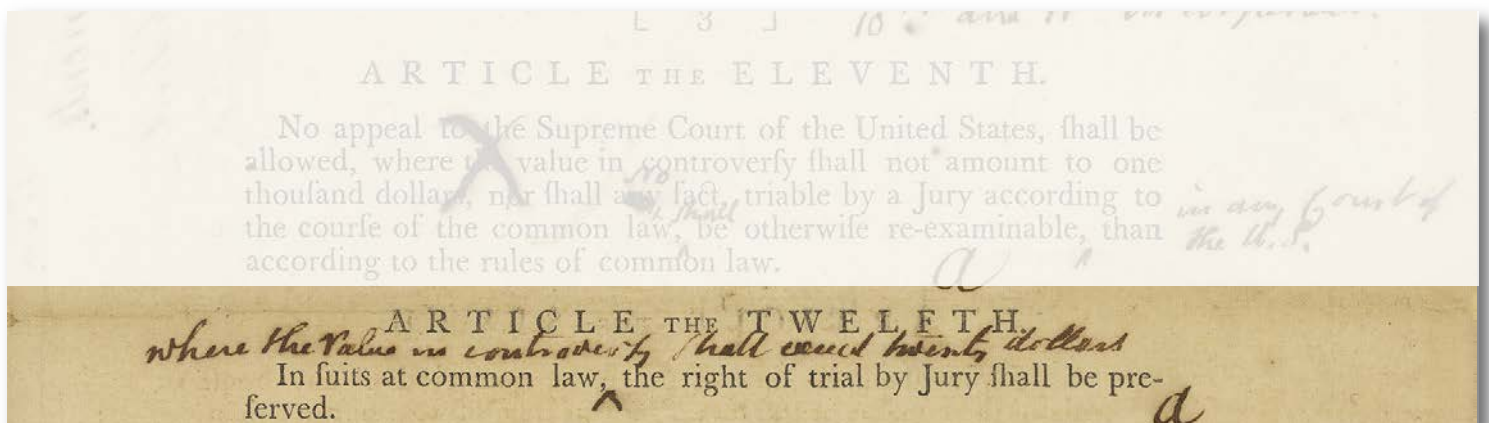 [ 3 ]
ARTICLE THE ELEVENTH.
No appeal to the Supreme Court of the United States, ſhall be
allowed, where value in controverſy ſhall not amount to one
no
thouſand dollars, nor ſhall any fact, triable by a Jury according to in any Court of
ſhall
the courſe of the common law, be otherwiſe re-examinable, than the U.S.
according to the rules of common law. a
ARTICLE THE TWELFTH.
where the value in controverſy ſhall exceed twenty dollars
In ſuits at common law, ‸ the right of trial by Jury ſhall be pre-
ſerved. a